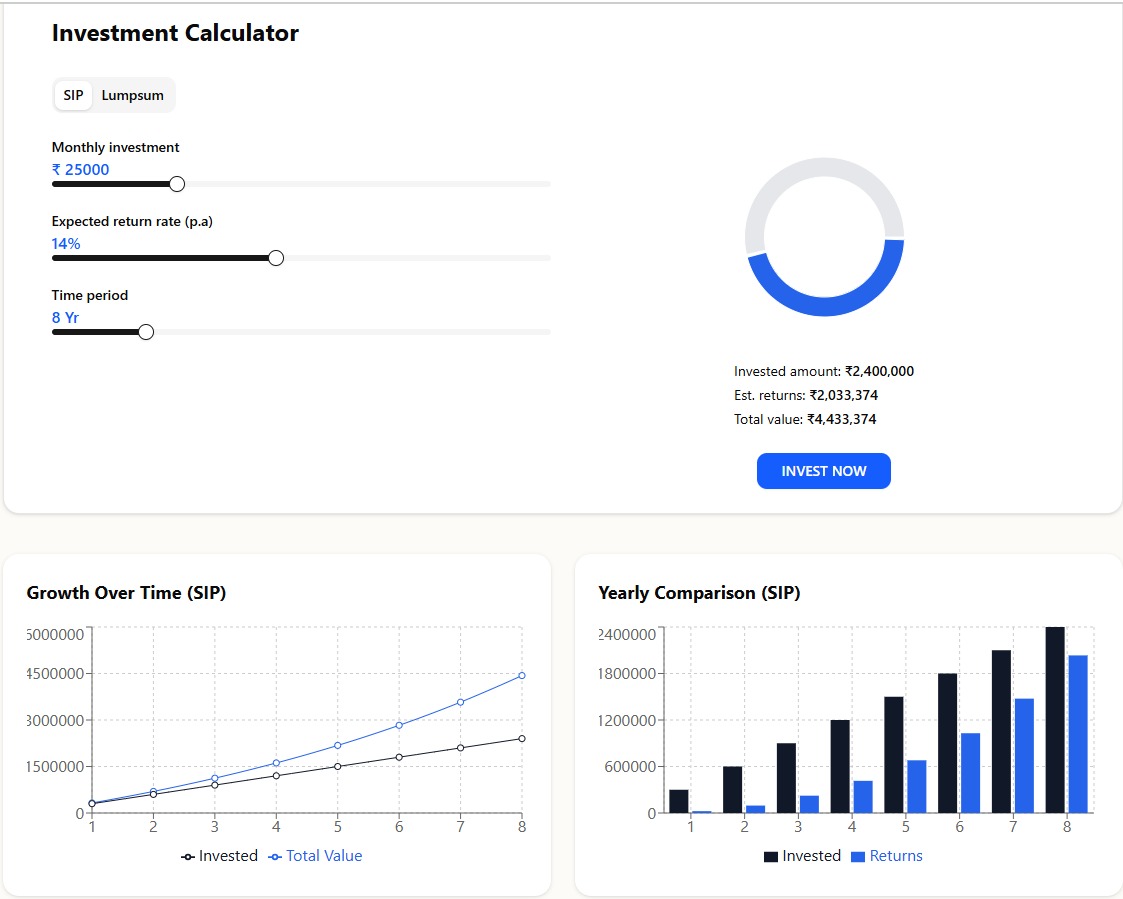 Investment Calculator
SIP Lumpsum
Monthly investment
₹ 25000
Expected return rate (p.a)
14%
Time period
8 Yr
Invested amount: ₹2,400,000
Est. returns: ₹2,033,374
Total value: ₹4,433,374
INVEST NOW
Growth Over Time (SIP)
4500000
3000000
1500000
0
1 2 3 4 5 6 7 8
Invested Total Value
Yearly Comparison (SIP)
2400000
1800000
1200000
600000
0
1 2 3 4 5 6 7 8
Invested Returns